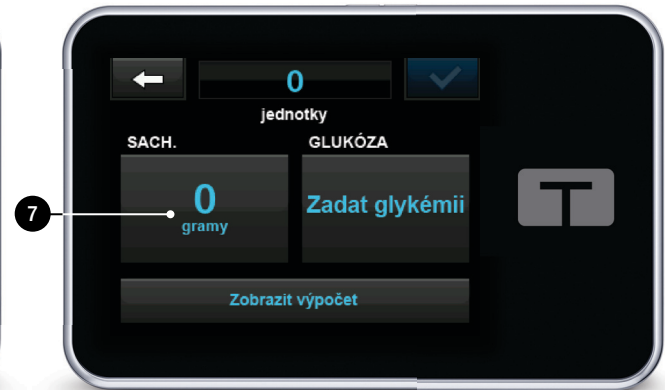 0
jednotky
SACH.
GLUKÓZA
0
gramy
Zadat glykémii
7
Zobrazit výpočet